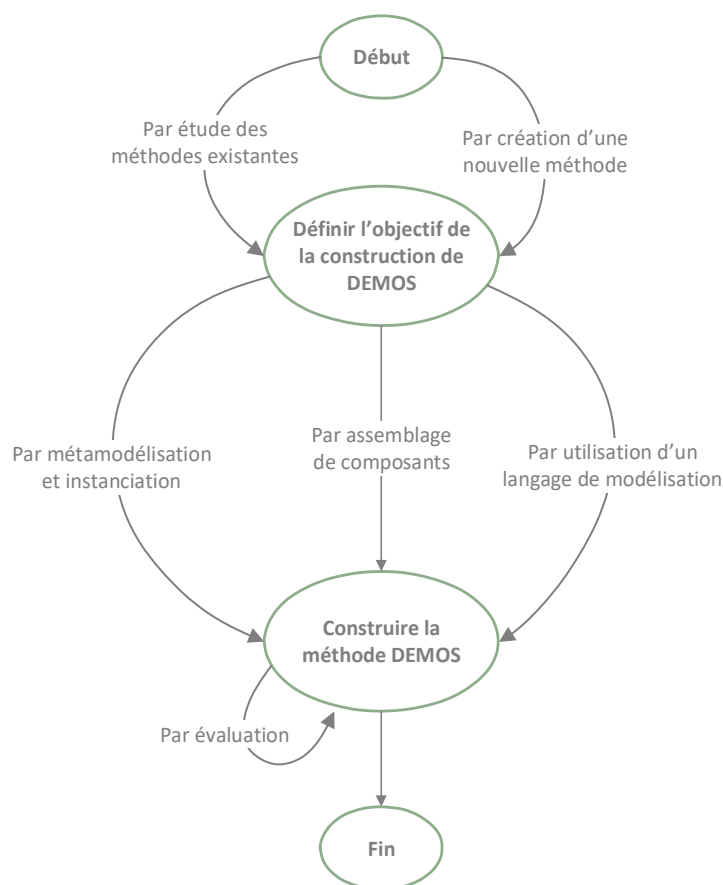 Début
Par étude des
méthodes existantes
Par création d’une
nouvelle méthode
Définir l’objectif de
la construction de
DEMOS
Par métamodélisation
et instanciation
Par assemblage
de composants
Par utilisation d’un
langage de modélisation
Construire la
méthode DEMOS
Par évaluation
Fin